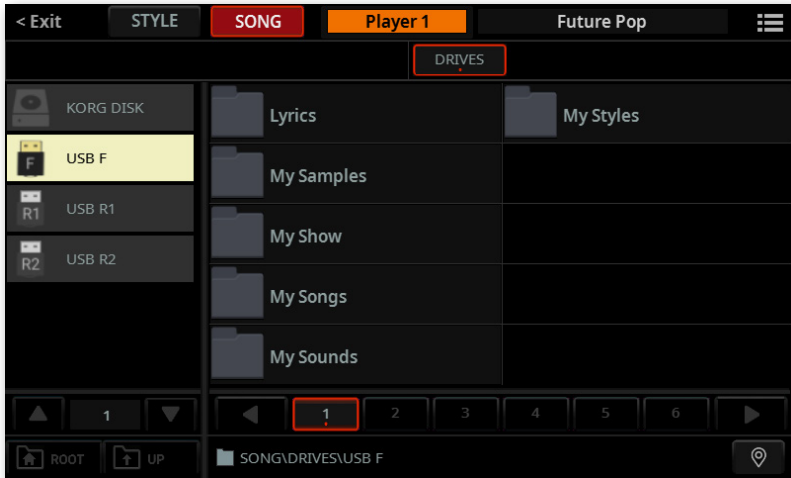 < Exit STYLE SONG Player 1 Future Pop
DRIVES
KORG DISK
F USB F
R1 USB R1
R2 USB R2
Lyrics My Styles
My Samples
My Show
My Songs
My Sounds
1 1 2 3 4 5 6
ROOT UP SONG\DRIVES\USB F